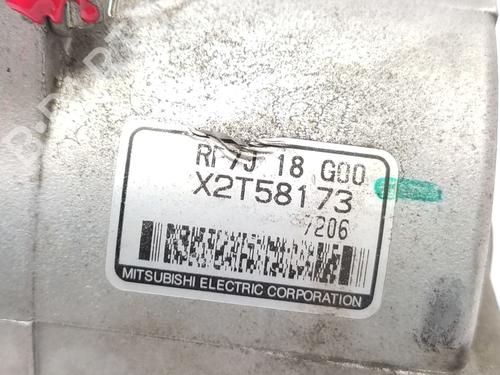 RF7J 18 G00
X2T58173
7206
MITSUBISHI ELECTRIC CORPORATION